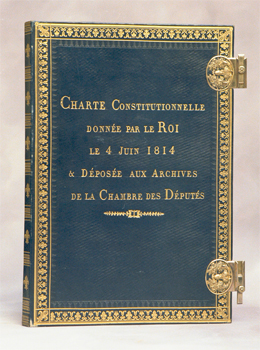 CHARTE CONSTITUTIONNELLE
DONNÉE PAR LE ROI
LE 4 JUIN 1814
& DÉPOSÉE AUX ARCHIVES
DE LA CHAMBRE DES DÉPUTÉS